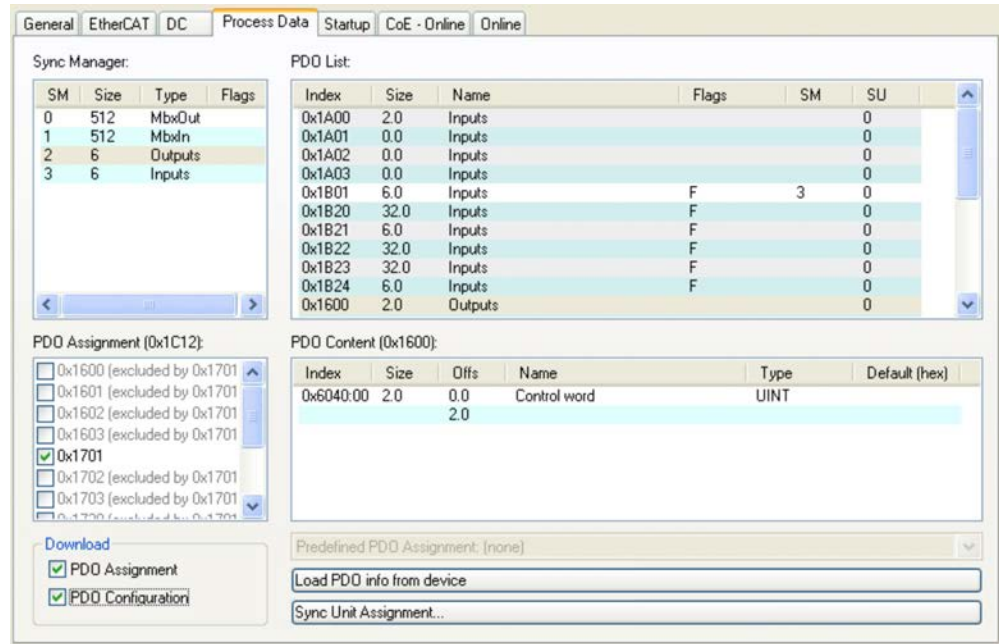 General EtherCAT DC Process Data Startup CoE - Online Online
Sync Manager:
SM Size Type Flags
0 512 MbxOut
1 512 MbxIn
2 6 Outputs
3 6 Inputs
PDO List:
Index Size Name Flags SM SU
0x1A00 2.0 Inputs 0
0x1A01 0.0 Inputs 0
0x1A02 0.0 Inputs 0
0x1A03 0.0 Inputs 0
0x1B01 6.0 Inputs F 3 0
0x1B20 32.0 Inputs F 0
0x1B21 6.0 Inputs F 0
0x1B22 32.0 Inputs F 0
0x1B23 32.0 Inputs F 0
0x1B24 6.0 Inputs F 0
0x1600 2.0 Outputs 0
PDO Assignment (0x1C12):
0x1600 (excluded by 0x1701
0x1601 (excluded by 0x1701
0x1602 (excluded by 0x1701
0x1603 (excluded by 0x1701
0x1701
0x1702 (excluded by 0x1701
0x1703 (excluded by 0x1701
PDO Content (0x1600):
Index Size Offs Name Type Default (hex)
0x6040:00 2.0 0.0 Control word UINT
2.0
Download
PDO Assignment
PDO Configuration
Predefined PDO Assignment: (none)
Load PDO info from device
Sync Unit Assignment...